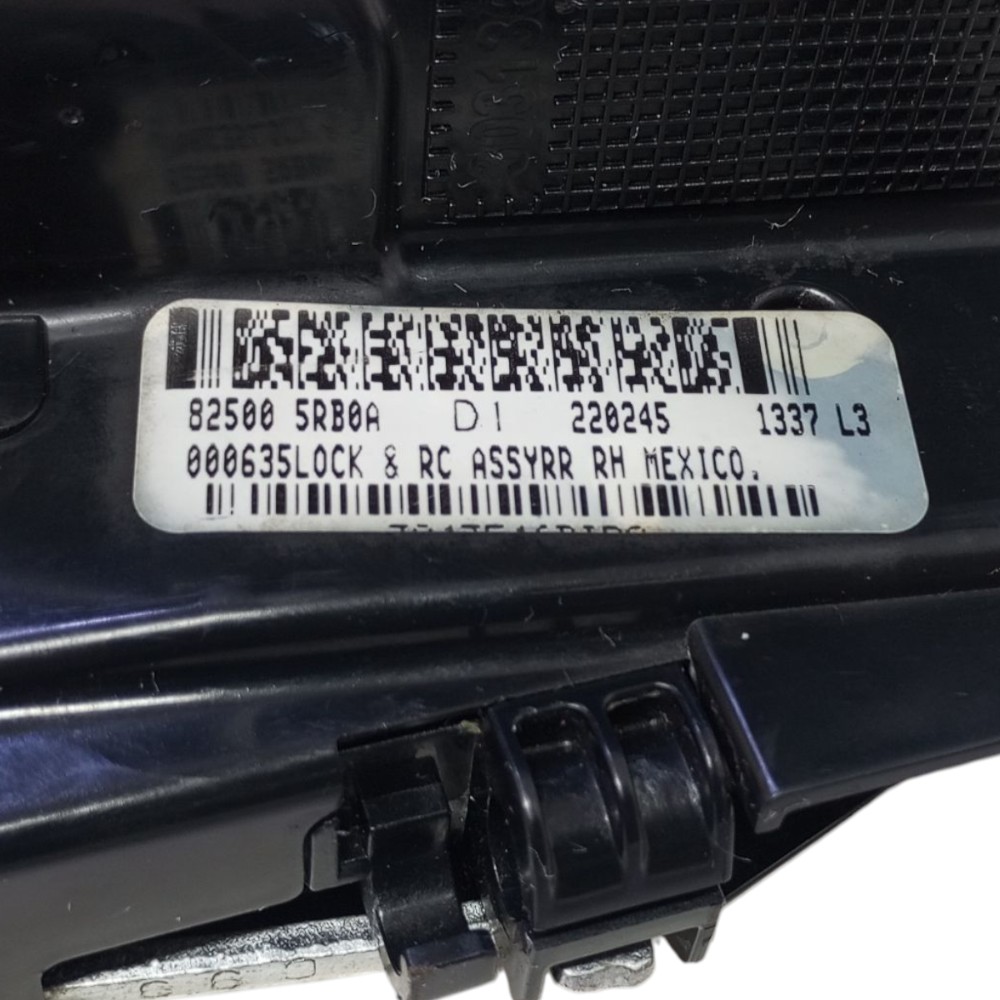 82500 5RB0A D1 220245 1337 L3
000635LOCK & RC ASSYRR RH MEXICO.